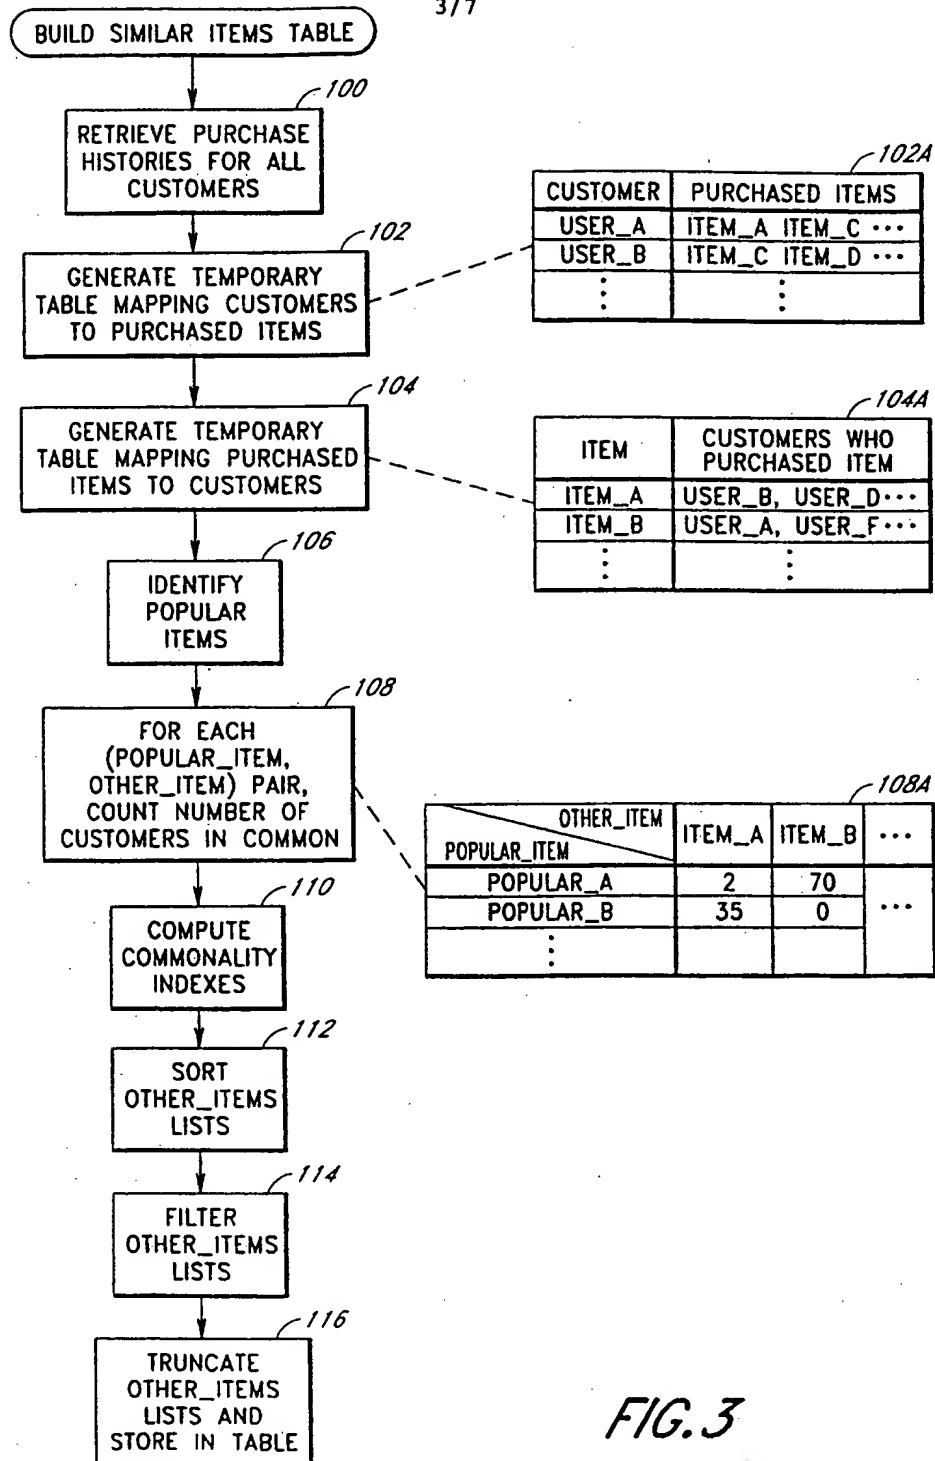 3/7
BUILD SIMILAR ITEMS TABLE
100
RETRIEVE PURCHASE
HISTORIES FOR ALL
CUSTOMERS
102
GENERATE TEMPORARY
TABLE MAPPING CUSTOMERS
TO PURCHASED ITEMS
102A
CUSTOMER PURCHASED ITEMS
USER_A ITEM_A ITEM_C •••
USER_B ITEM_C ITEM_D •••
104
GENERATE TEMPORARY
TABLE MAPPING PURCHASED
ITEMS TO CUSTOMERS
104A
ITEM
CUSTOMERS WHO
PURCHASED ITEM
ITEM_A USER_B, USER_D•••
ITEM_B USER_A, USER_F•••
106
IDENTIFY
POPULAR
ITEMS
108
FOR EACH
(POPULAR_ITEM,
OTHER_ITEM) PAIR,
COUNT NUMBER OF
CUSTOMERS IN COMMON
108A
OTHER_ITEM
POPULAR_ITEM
ITEM_A ITEM_B •••
POPULAR_A 2 70
POPULAR_B 35 0 •••
110
COMPUTE
COMMONALITY
INDEXES
112
SORT
OTHER_ITEMS
LISTS
114
FILTER
OTHER_ITEMS
LISTS
116
TRUNCATE
OTHER_ITEMS
LISTS AND
STORE IN TABLE
FIG. 3